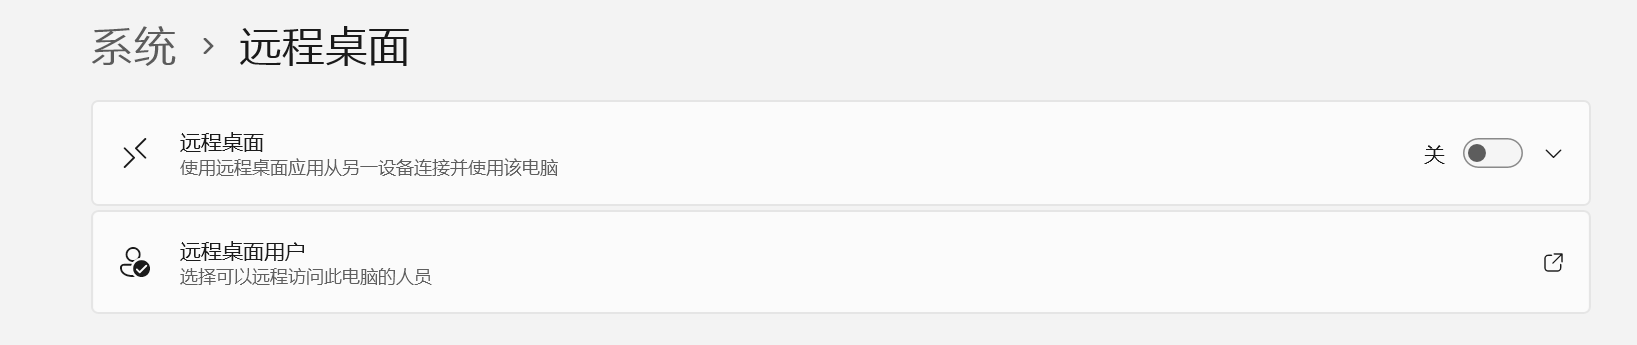 系统 › 远程桌面
远程桌面
使用远程桌面应用从另一设备连接并使用该电脑
关
远程桌面用户
选择可以远程访问此电脑的人员